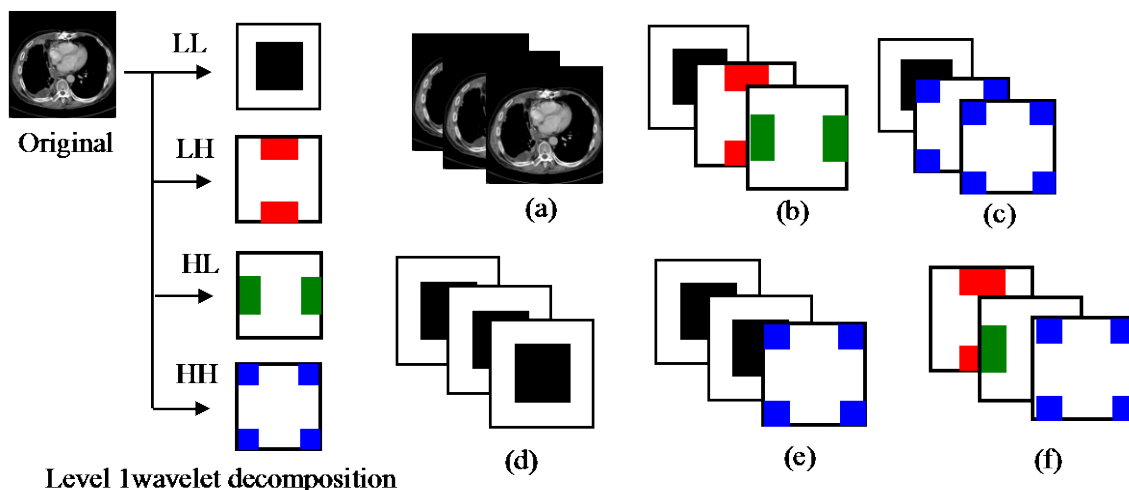 LL
Original
LH
HL
HH
Level 1wavelet decomposition
(a)
(b)
(c)
(d)
(e)
(f)